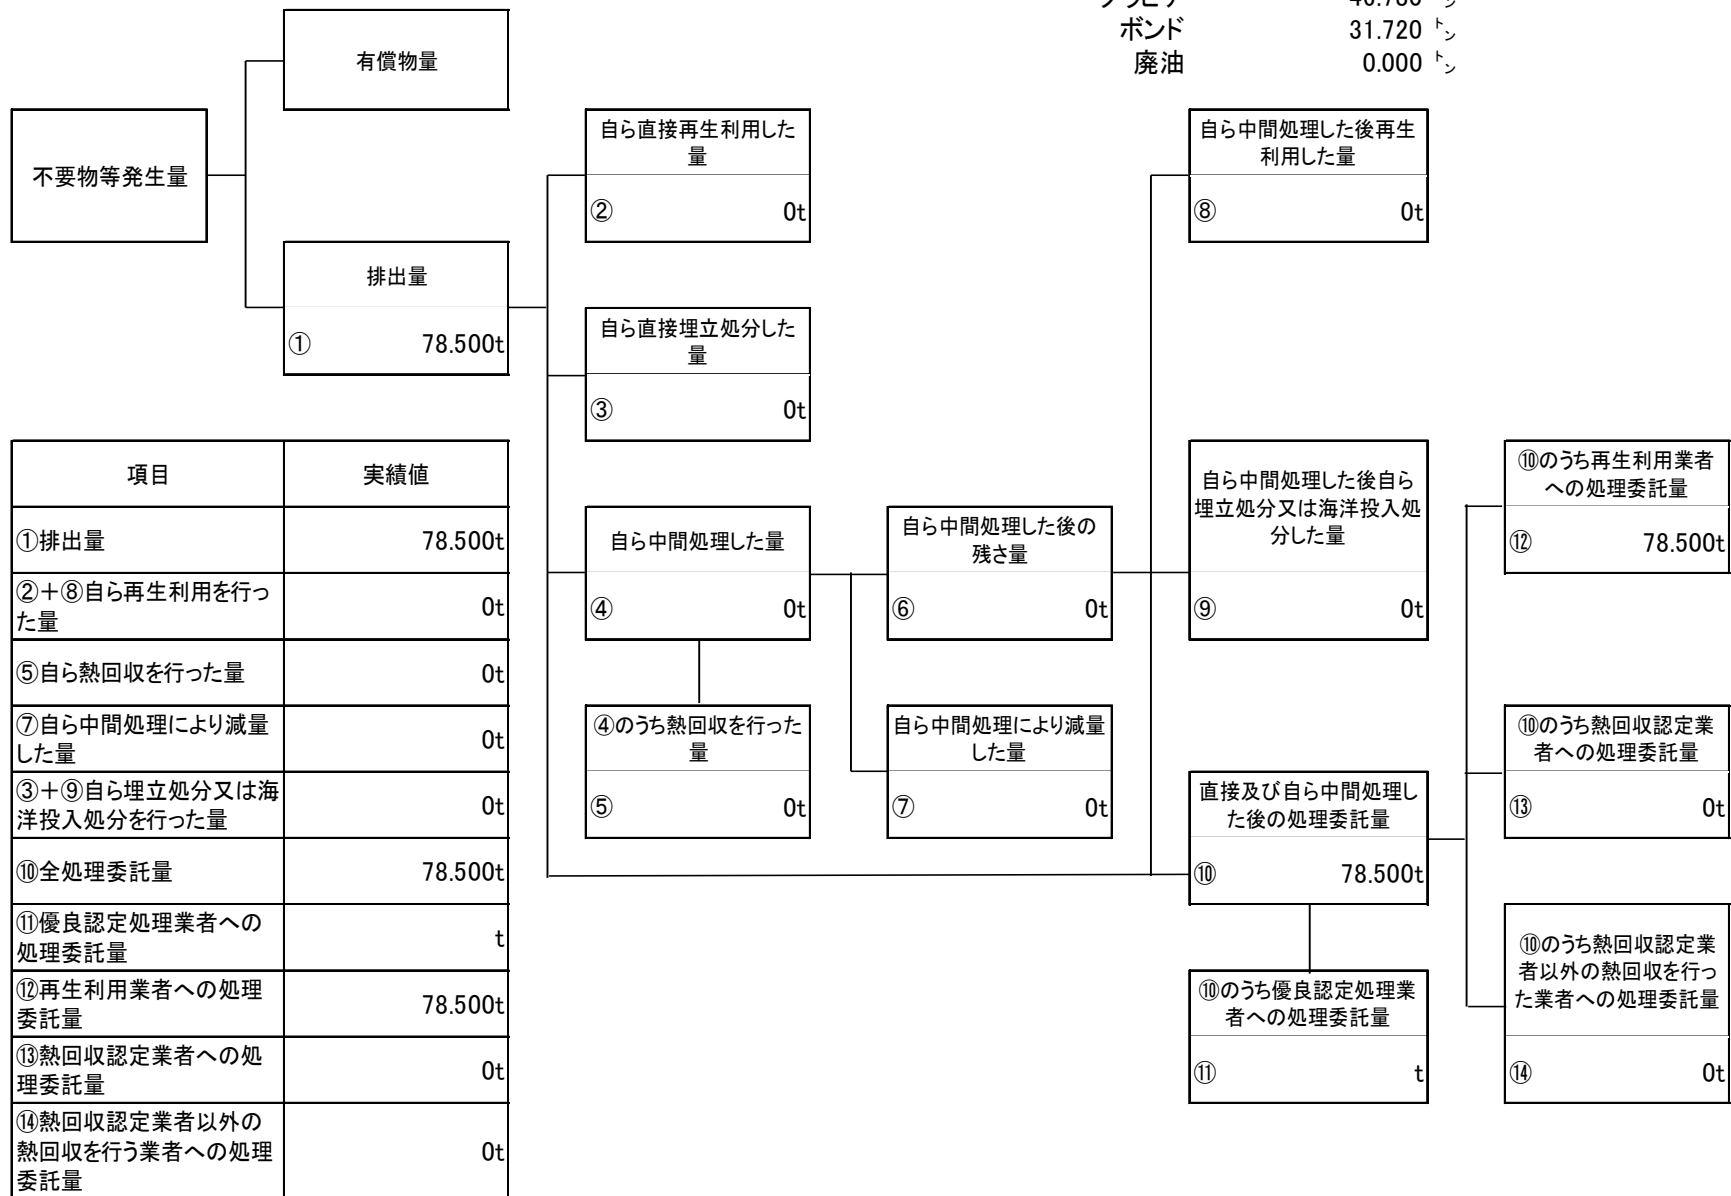 ボンド 31.720 ㌧
廃油 0.000 ㌧
有償物量
不要物等発生量
自ら直接再生利用した
量
② 0t
自ら中間処理した後再生
利用した量
⑧ 0t
排出量
① 78.500t
自ら直接埋立処分した
量
③ 0t
項目 実績値
①排出量 78.500t
②＋⑧自ら再生利用を行っ
た量
0t
⑤自ら熱回収を行った量 0t
⑦自ら中間処理により減量
した量
0t
③＋⑨自ら埋立処分又は海
洋投入処分を行った量
0t
⑩全処理委託量 78.500t
⑪優良認定処理業者への
処理委託量
t
⑫再生利用業者への処理
委託量
78.500t
⑬熱回収認定業者への処
理委託量
0t
⑭熱回収認定業者以外の
熱回収を行う業者への処理
委託量
0t
自ら中間処理した量
④ 0t
④のうち熱回収を行った
量
⑤ 0t
自ら中間処理した後の
残さ量
⑥ 0t
自ら中間処理により減量
した量
⑦ 0t
自ら中間処理した後自ら
埋立処分又は海洋投入処
分した量
⑨ 0t
直接及び自ら中間処理し
た後の処理委託量
⑩ 78.500t
⑩のうち優良認定処理業
者への処理委託量
⑪ t
⑩のうち再生利用業者
への処理委託量
⑫ 78.500t
⑩のうち熱回収認定業
者への処理委託量
⑬ 0t
⑩のうち熱回収認定業
者以外の熱回収を行っ
た業者への処理委託量
⑭ 0t